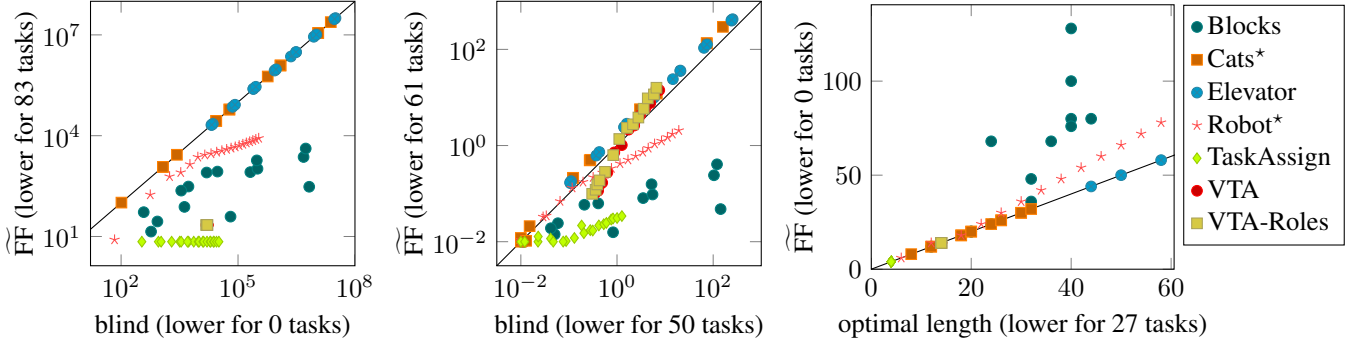 F͠F (lower for 83 tasks)
10^7
10^4
10^1
10^2
10^5
10^8
blind (lower for 0 tasks)
F͠F (lower for 61 tasks)
10^2
10^0
10^−2
10^−2
10^0
10^2
blind (lower for 50 tasks)
F͠F (lower for 0 tasks)
100
50
0
0
20
40
60
optimal length (lower for 27 tasks)
Blocks
Cats*
Elevator
Robot*
TaskAssign
VTA
VTA-Roles